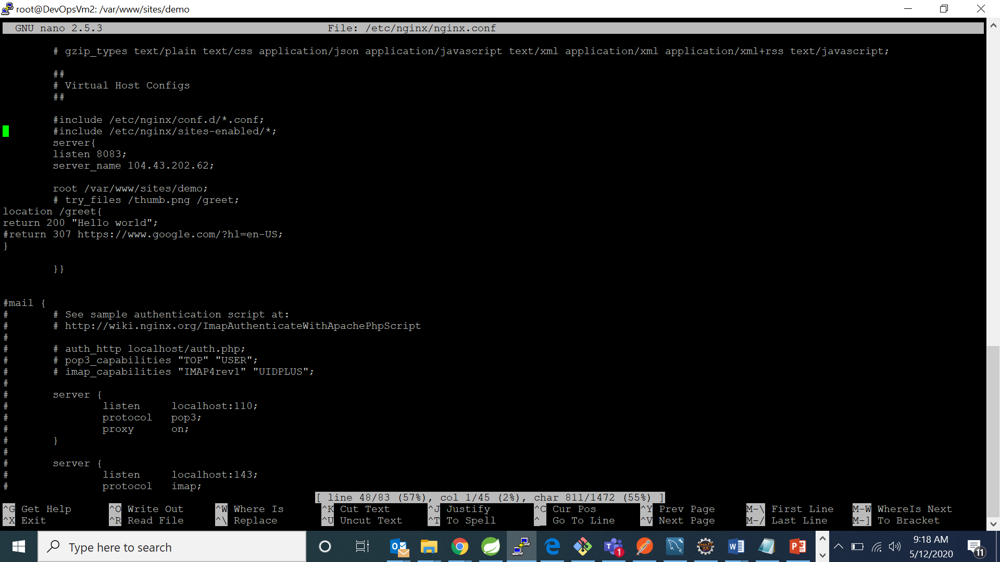 root@DevOpsVm2: /var/www/sites/demo
GNU nano 2.5.3 File: /etc/nginx/nginx.conf
# gzip_types text/plain text/css application/json application/javascript text/xml application/xml application/xml+rss text/javascript;
##
# Virtual Host Configs
##
#include /etc/nginx/conf.d/*.conf;
#include /etc/nginx/sites-enabled/*;
server{
listen 8083;
server_name 104.43.202.62;
root /var/www/sites/demo;
# try_files /thumb.png /greet;
location /greet{
return 200 "Hello world";
#return 307 https://www.google.com/?hl=en-US;
}
}}
#mail {
# # See sample authentication script at:
# # http://wiki.nginx.org/ImapAuthenticateWithApachePhpScript
#
# # auth_http localhost/auth.php;
# # pop3_capabilities "TOP" "USER";
# # imap_capabilities "IMAP4rev1" "UIDPLUS";
#
# server {
# listen localhost:110;
# protocol pop3;
# proxy on;
# }
#
# server {
# listen localhost:143;
# protocol imap;
[ line 48/83 (57%), col 1/45 (2%), char 811/1472 (55%) ]
^G Get Help ^O Write Out ^W Where Is ^K Cut Text ^J Justify ^C Cur Pos ^Y Prev Page M-\ First Line M-W WhereIs Next
^X Exit ^R Read File ^\ Replace ^U Uncut Text ^T To Spell ^_ Go To Line ^V Next Page M-/ Last Line M-] To Bracket
Type here to search
9:18 AM
5/12/2020
1
11